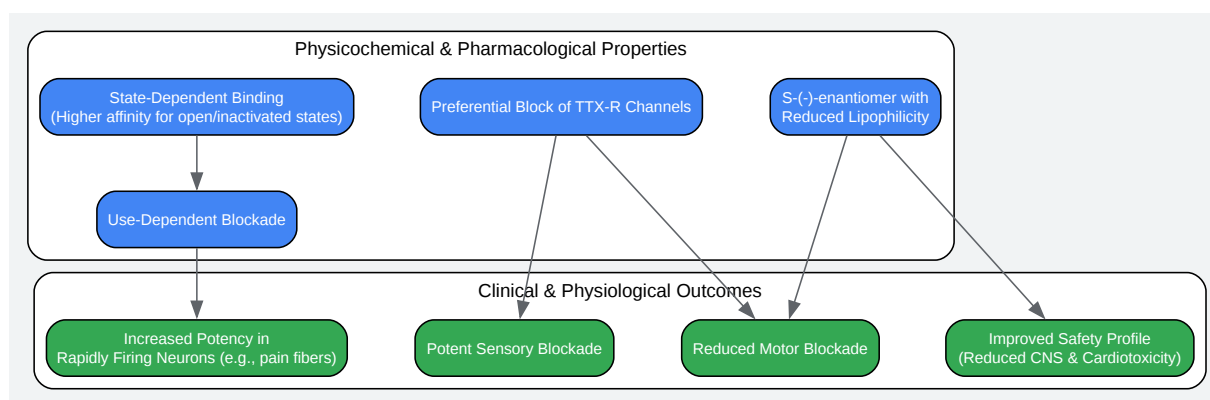 Physicochemical & Pharmacological Properties
State-Dependent Binding
(Higher affinity for open/inactivated states)
Preferential Block of TTX-R Channels
S-(-)-enantiomer with
Reduced Lipophilicity
Use-Dependent Blockade
Clinical & Physiological Outcomes
Increased Potency in
Rapidly Firing Neurons (e.g., pain fibers)
Potent Sensory Blockade
Reduced Motor Blockade
Improved Safety Profile
(Reduced CNS & Cardiotoxicity)